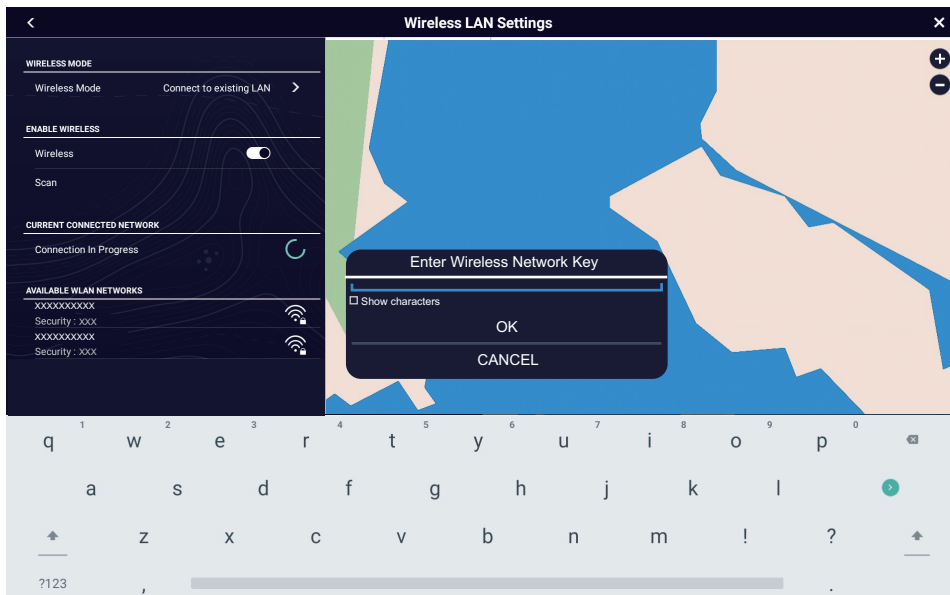 Wireless LAN Settings
WIRELESS MODE
Wireless Mode Connect to existing LAN
ENABLE WIRELESS
Wireless
Scan
CURRENT CONNECTED NETWORK
Connection In Progress
AVAILABLE WLAN NETWORKS
XXXXXXXXXX
Security : XXX
XXXXXXXXXX
Security : XXX
Enter Wireless Network Key
Show characters
OK
CANCEL
1 2 3 4 5 6 7 8 9 0
q w e r t y u i o p
a s d f g h j k l
z x c v b n m ! ?
?123 , .